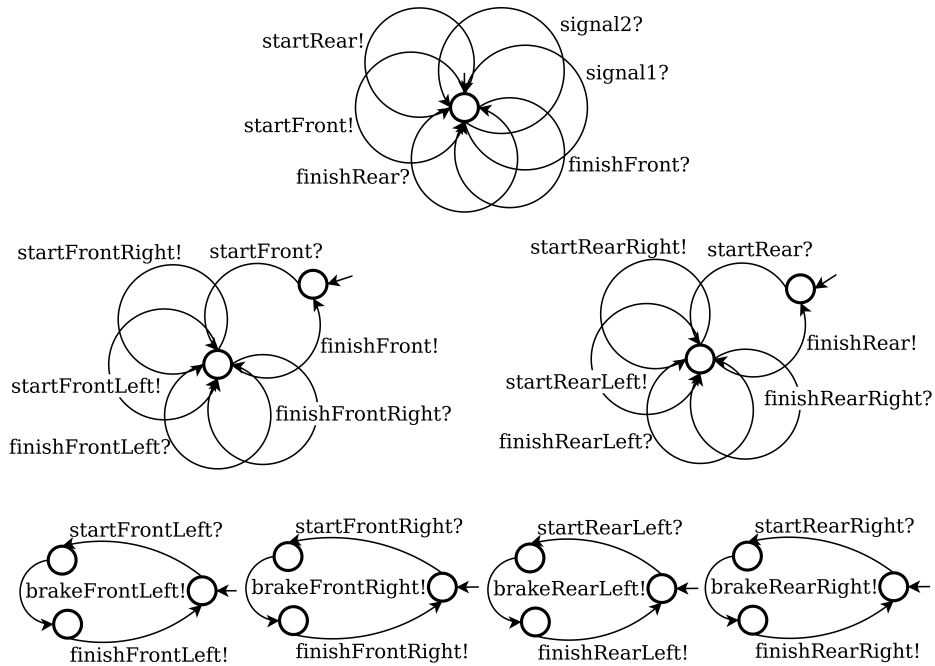 signal2?
startRear!
signal1?
startFront!
finishFront?
finishRear?
startFrontRight!
startFront?
finishFront!
startFrontLeft!
finishFrontRight?
finishFrontLeft?
startRearRight!
startRear?
finishRear!
startRearLeft!
finishRearRight?
finishRearLeft?
startFrontLeft?
brakeFrontLeft!
finishFrontLeft!
startFrontRight?
brakeFrontRight!
finishFrontRight!
startRearLeft?
brakeRearLeft!
finishRearLeft!
startRearRight?
brakeRearRight!
finishRearRight!